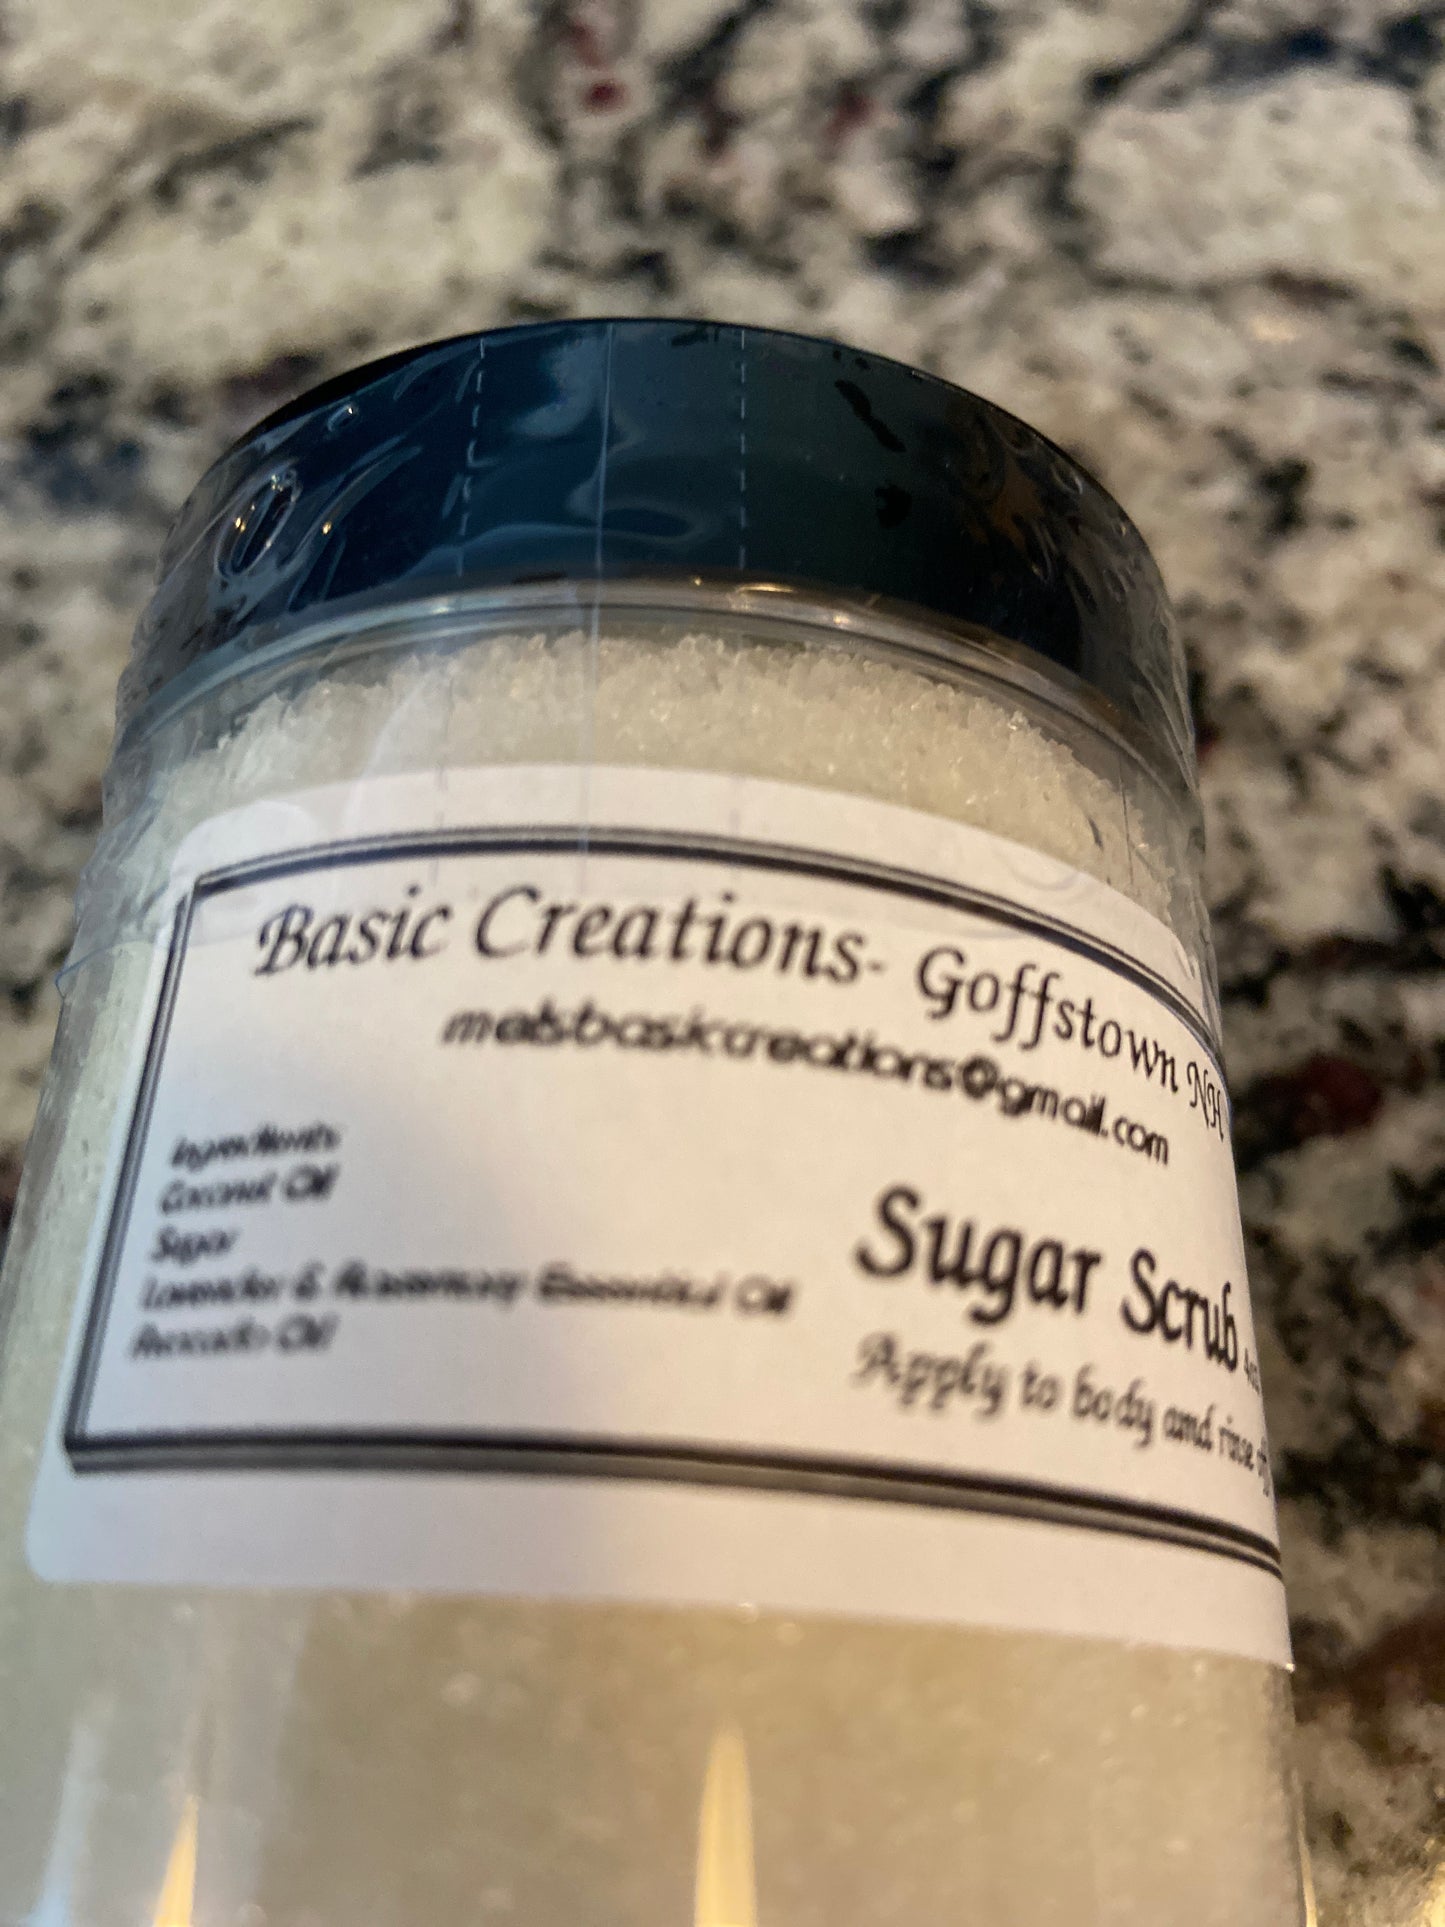 Basic Creations- Goffstown NH
melsbasiccreations@gmail.com
Ingredients
Coconut Oil
Sugar
Lavender & Rosemary Essential Oil
Avocado Oil
Sugar Scrub
Apply to body and rinse